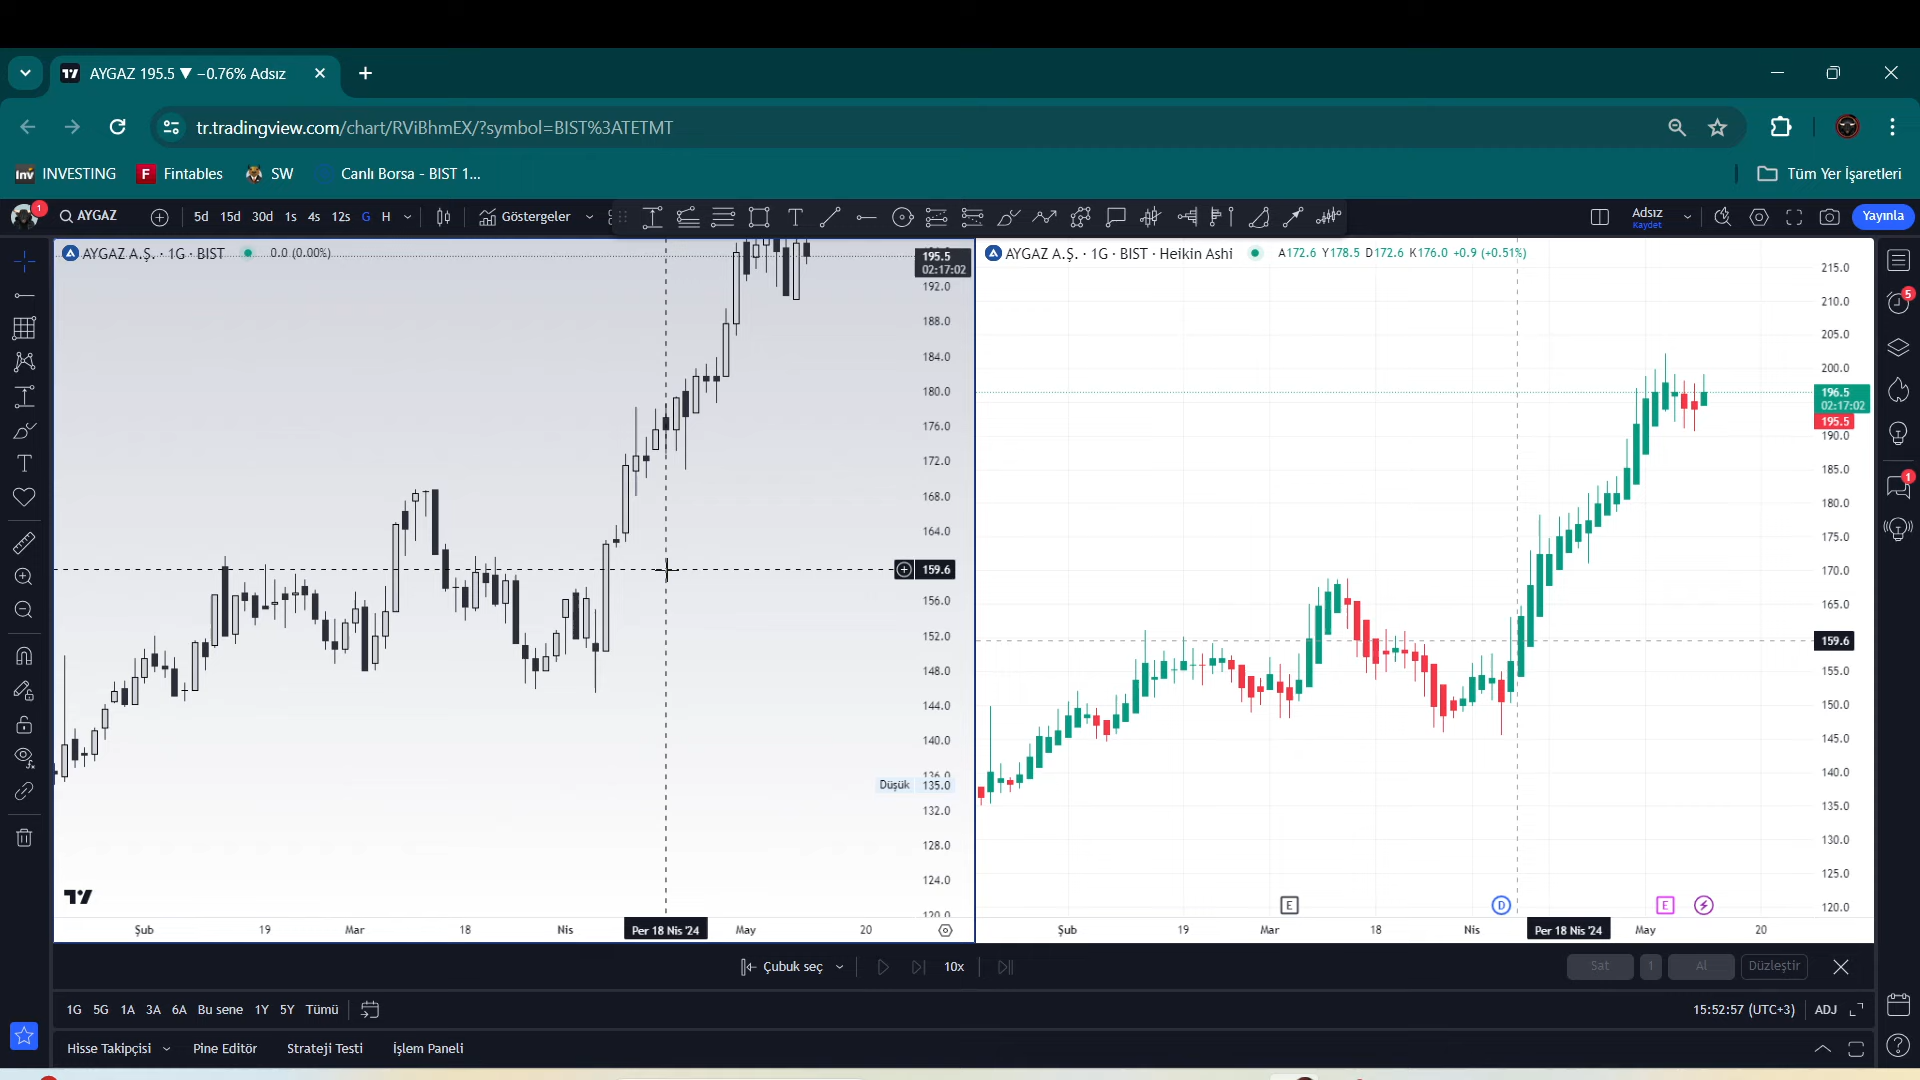 AYGAZ 195.5 ▼ −0.76% Adsız
tr.tradingview.com/chart/RViBhmEX/?symbol=BIST%3ATETMT
inv INVESTING
F Fintables
SW
Canlı Borsa - BIST 1...
Tüm Yer İşaretleri
1
AYGAZ
5d 15d 30d 1s 4s 12s G H
Göstergeler
Adsız
Kaydet
Yayınla
AYGAZ A.Ş. · 1G · BIST 0.0 (0.00%)
195.5
02:17:02
192.0
188.0
184.0
180.0
176.0
172.0
168.0
164.0
159.6
156.0
152.0
148.0
144.0
140.0
136.0
Düşük 135.0
132.0
128.0
124.0
120.0
Şub 19 Mar 18 Nis Per 18 Nis '24 May 20
AYGAZ A.Ş. · 1G · BIST · Heikin Ashi A172.6 Y178.5 D172.6 K176.0 +0.9 (+0.51%)
215.0
210.0
205.0
200.0
196.5
02:17:02
195.5
190.0
185.0
180.0
175.0
170.0
165.0
159.6
155.0
150.0
145.0
140.0
135.0
130.0
125.0
120.0
E D E
Şub 19 Mar 18 Nis Per 18 Nis '24 May 20
5
1
Çubuk seç 10x
Sat 1 Al Düzleştir
1G 5G 1A 3A 6A Bu sene 1Y 5Y Tümü
15:52:57 (UTC+3) ADJ
Hisse Takipçisi Pine Editör Strateji Testi İşlem Paneli